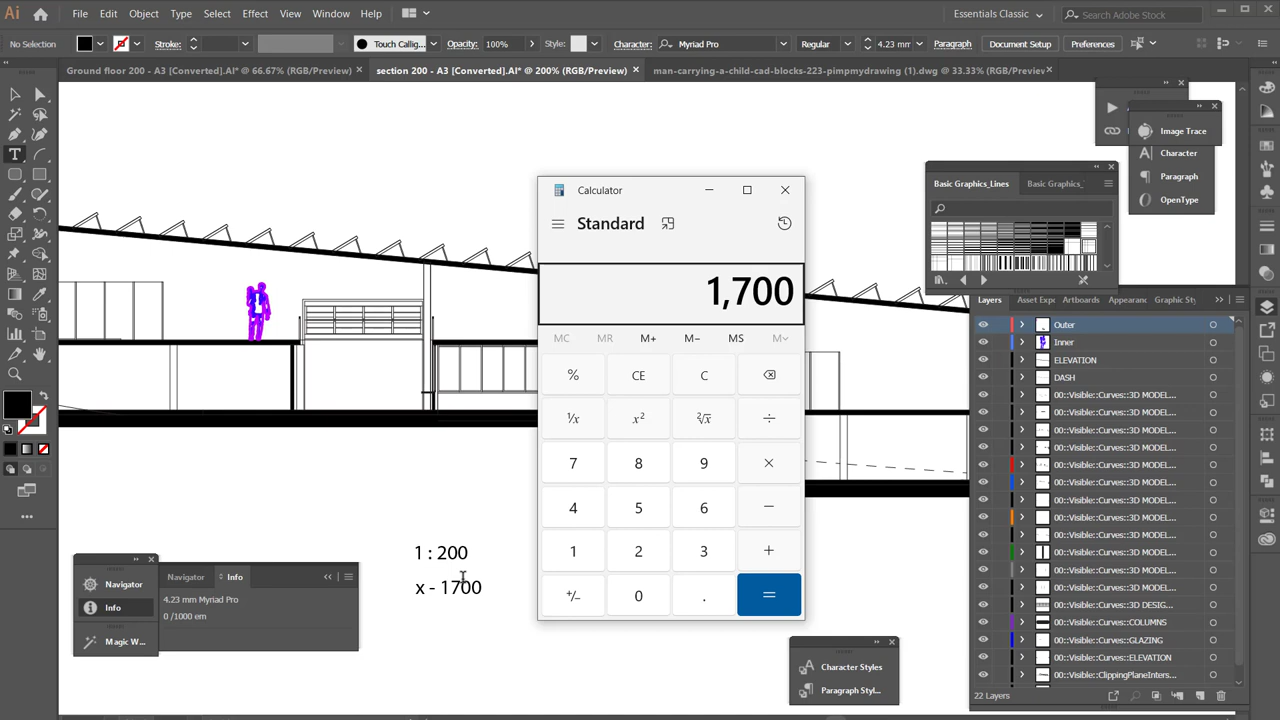 Ai File Edit Object Type Select Effect View Window Help Essentials Classic Search Adobe Stock
No Selection Stroke: Touch Callig... Opacity: 100% Style: Character: Myriad Pro Regular 4.23 mm Paragraph Document Setup Preferences
Ground floor 200 - A3 [Converted].AI* @ 66.67% (RGB/Preview) × section 200 - A3 [Converted].AI* @ 200% (RGB/Preview) × man-carrying-a-child-cad-blocks-223-pimpmydrawing (1).dwg @ 33.33% (RGB/Preview) ×
Image Trace
Character
Paragraph
OpenType
Basic Graphics_Lines Basic Graphics_
Calculator
Standard
1,700
MC MR M+ M− MS M˅
% CE C
¹/x x² ²√x ÷
7 8 9 ×
4 5 6 −
1 2 3 +
+/− 0 . =
Layers Asset Expo Artboards Appearanc Graphic Sty
Outer
Inner
ELEVATION
DASH
00::Visible::Curves::3D MODEL...
00::Visible::Curves::3D MODEL...
00::Visible::Curves::3D MODEL...
00::Visible::Curves::3D MODEL...
00::Visible::Curves::3D MODEL...
00::Visible::Curves::3D MODEL...
00::Visible::Curves::3D MODEL...
00::Visible::Curves::3D MODEL...
00::Visible::Curves::3D MODEL...
00::Visible::Curves::3D MODEL...
00::Visible::Curves::3D MODEL...
00::Visible::Curves::3D MODEL...
00::Visible::Curves::3D DESIG...
00::Visible::Curves::COLUMNS
00::Visible::Curves::GLAZING
00::Visible::Curves::ELEVATION
00::Visible::Curves::ClippingPlaneInters...
22 Layers
1 : 200
x - 1700
Navigator
Info
Magic W...
Navigator Info
4.23 mm Myriad Pro
0 /1000 em
Character Styles
Paragraph Styl...